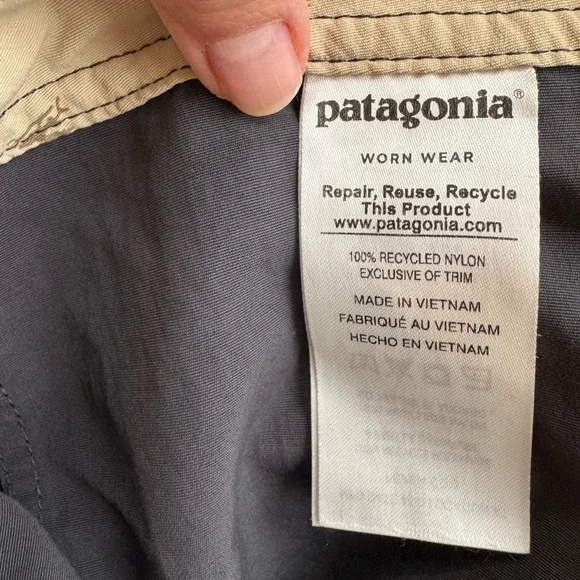 patagonia®
WORN WEAR
Repair, Reuse, Recycle
This Product
www.patagonia.com
100% RECYCLED NYLON
EXCLUSIVE OF TRIM
MADE IN VIETNAM
FABRIQUÉ AU VIETNAM
HECHO EN VIETNAM